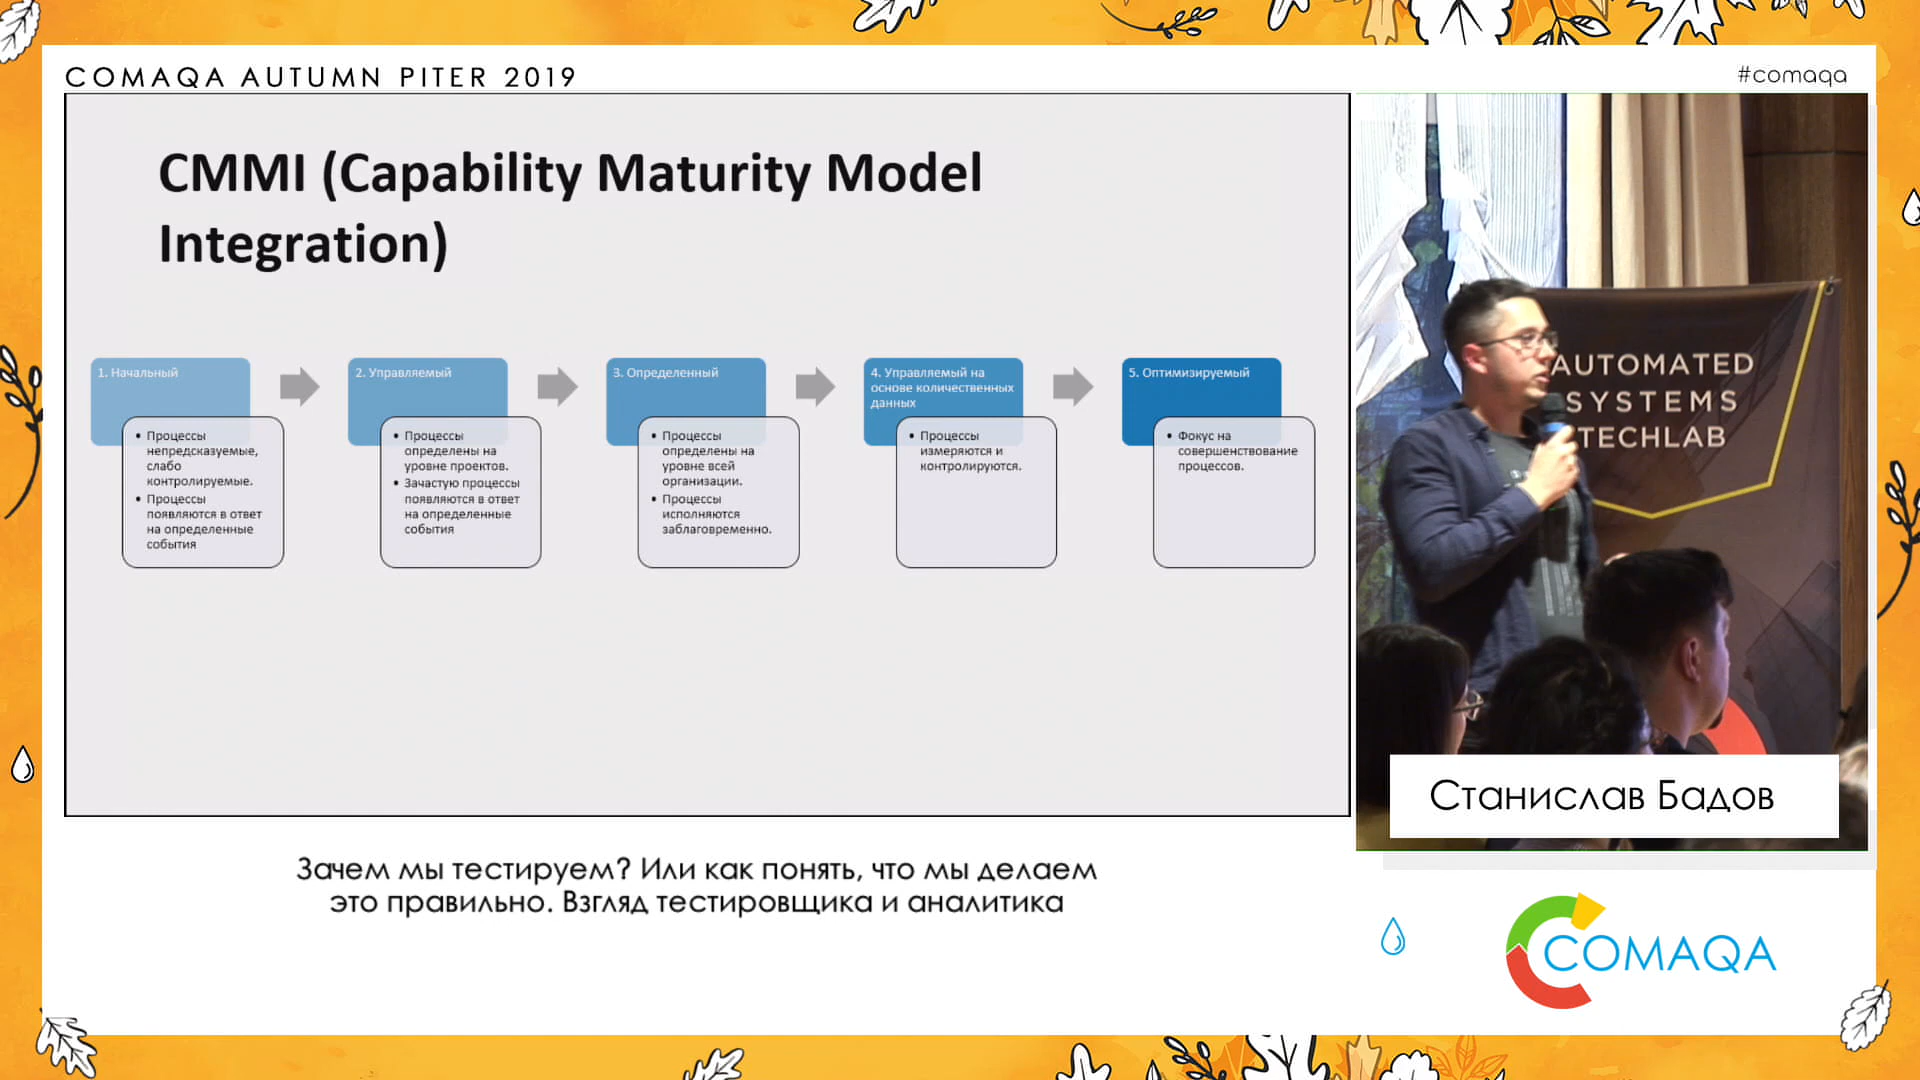 COMAQA AUTUMN PITER 2019
#comaqa
CMMI (Capability Maturity Model
Integration)
1. Начальный
• Процессы
непредсказуемые,
слабо
контролируемые.
• Процессы
появляются в ответ
на определенные
события
2. Управляемый
• Процессы
определены на
уровне проектов.
• Зачастую процессы
появляются в ответ
на определенные
события
3. Определенный
• Процессы
определены на
уровне всей
организации.
• Процессы
исполняются
заблаговременно.
4. Управляемый на
основе количественных
данных
• Процессы
измеряются и
контролируются.
5. Оптимизируемый
• Фокус на
совершенствование
процессов.
AUTOMATED
SYSTEMS
TECHLAB
Станислав Бадов
Зачем мы тестируем? Или как понять, что мы делаем
это правильно. Взгляд тестировщика и аналитика
COMAQA